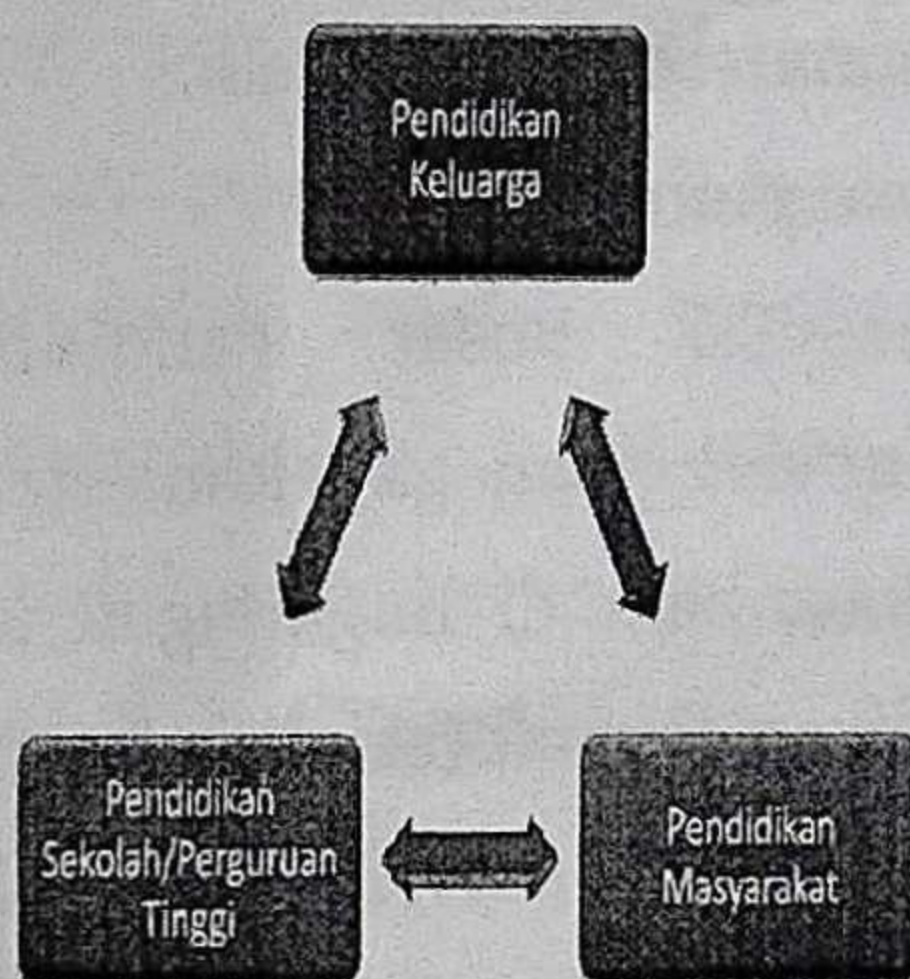 Pendidikan
Keluarga
Pendidikan
Sekolah/Perguruan
Tinggi
Pendidikan
Masyarakat